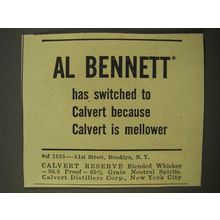 AL BENNETT*
has switched to
Calvert because
Calvert is mellower
*of 1635—51st Street, Brooklyn, N. Y.
CALVERT RESERVE Blended Whiskey
—86.8 Proof—65% Grain Neutral Spirits.
Calvert Distillers Corp., New York City